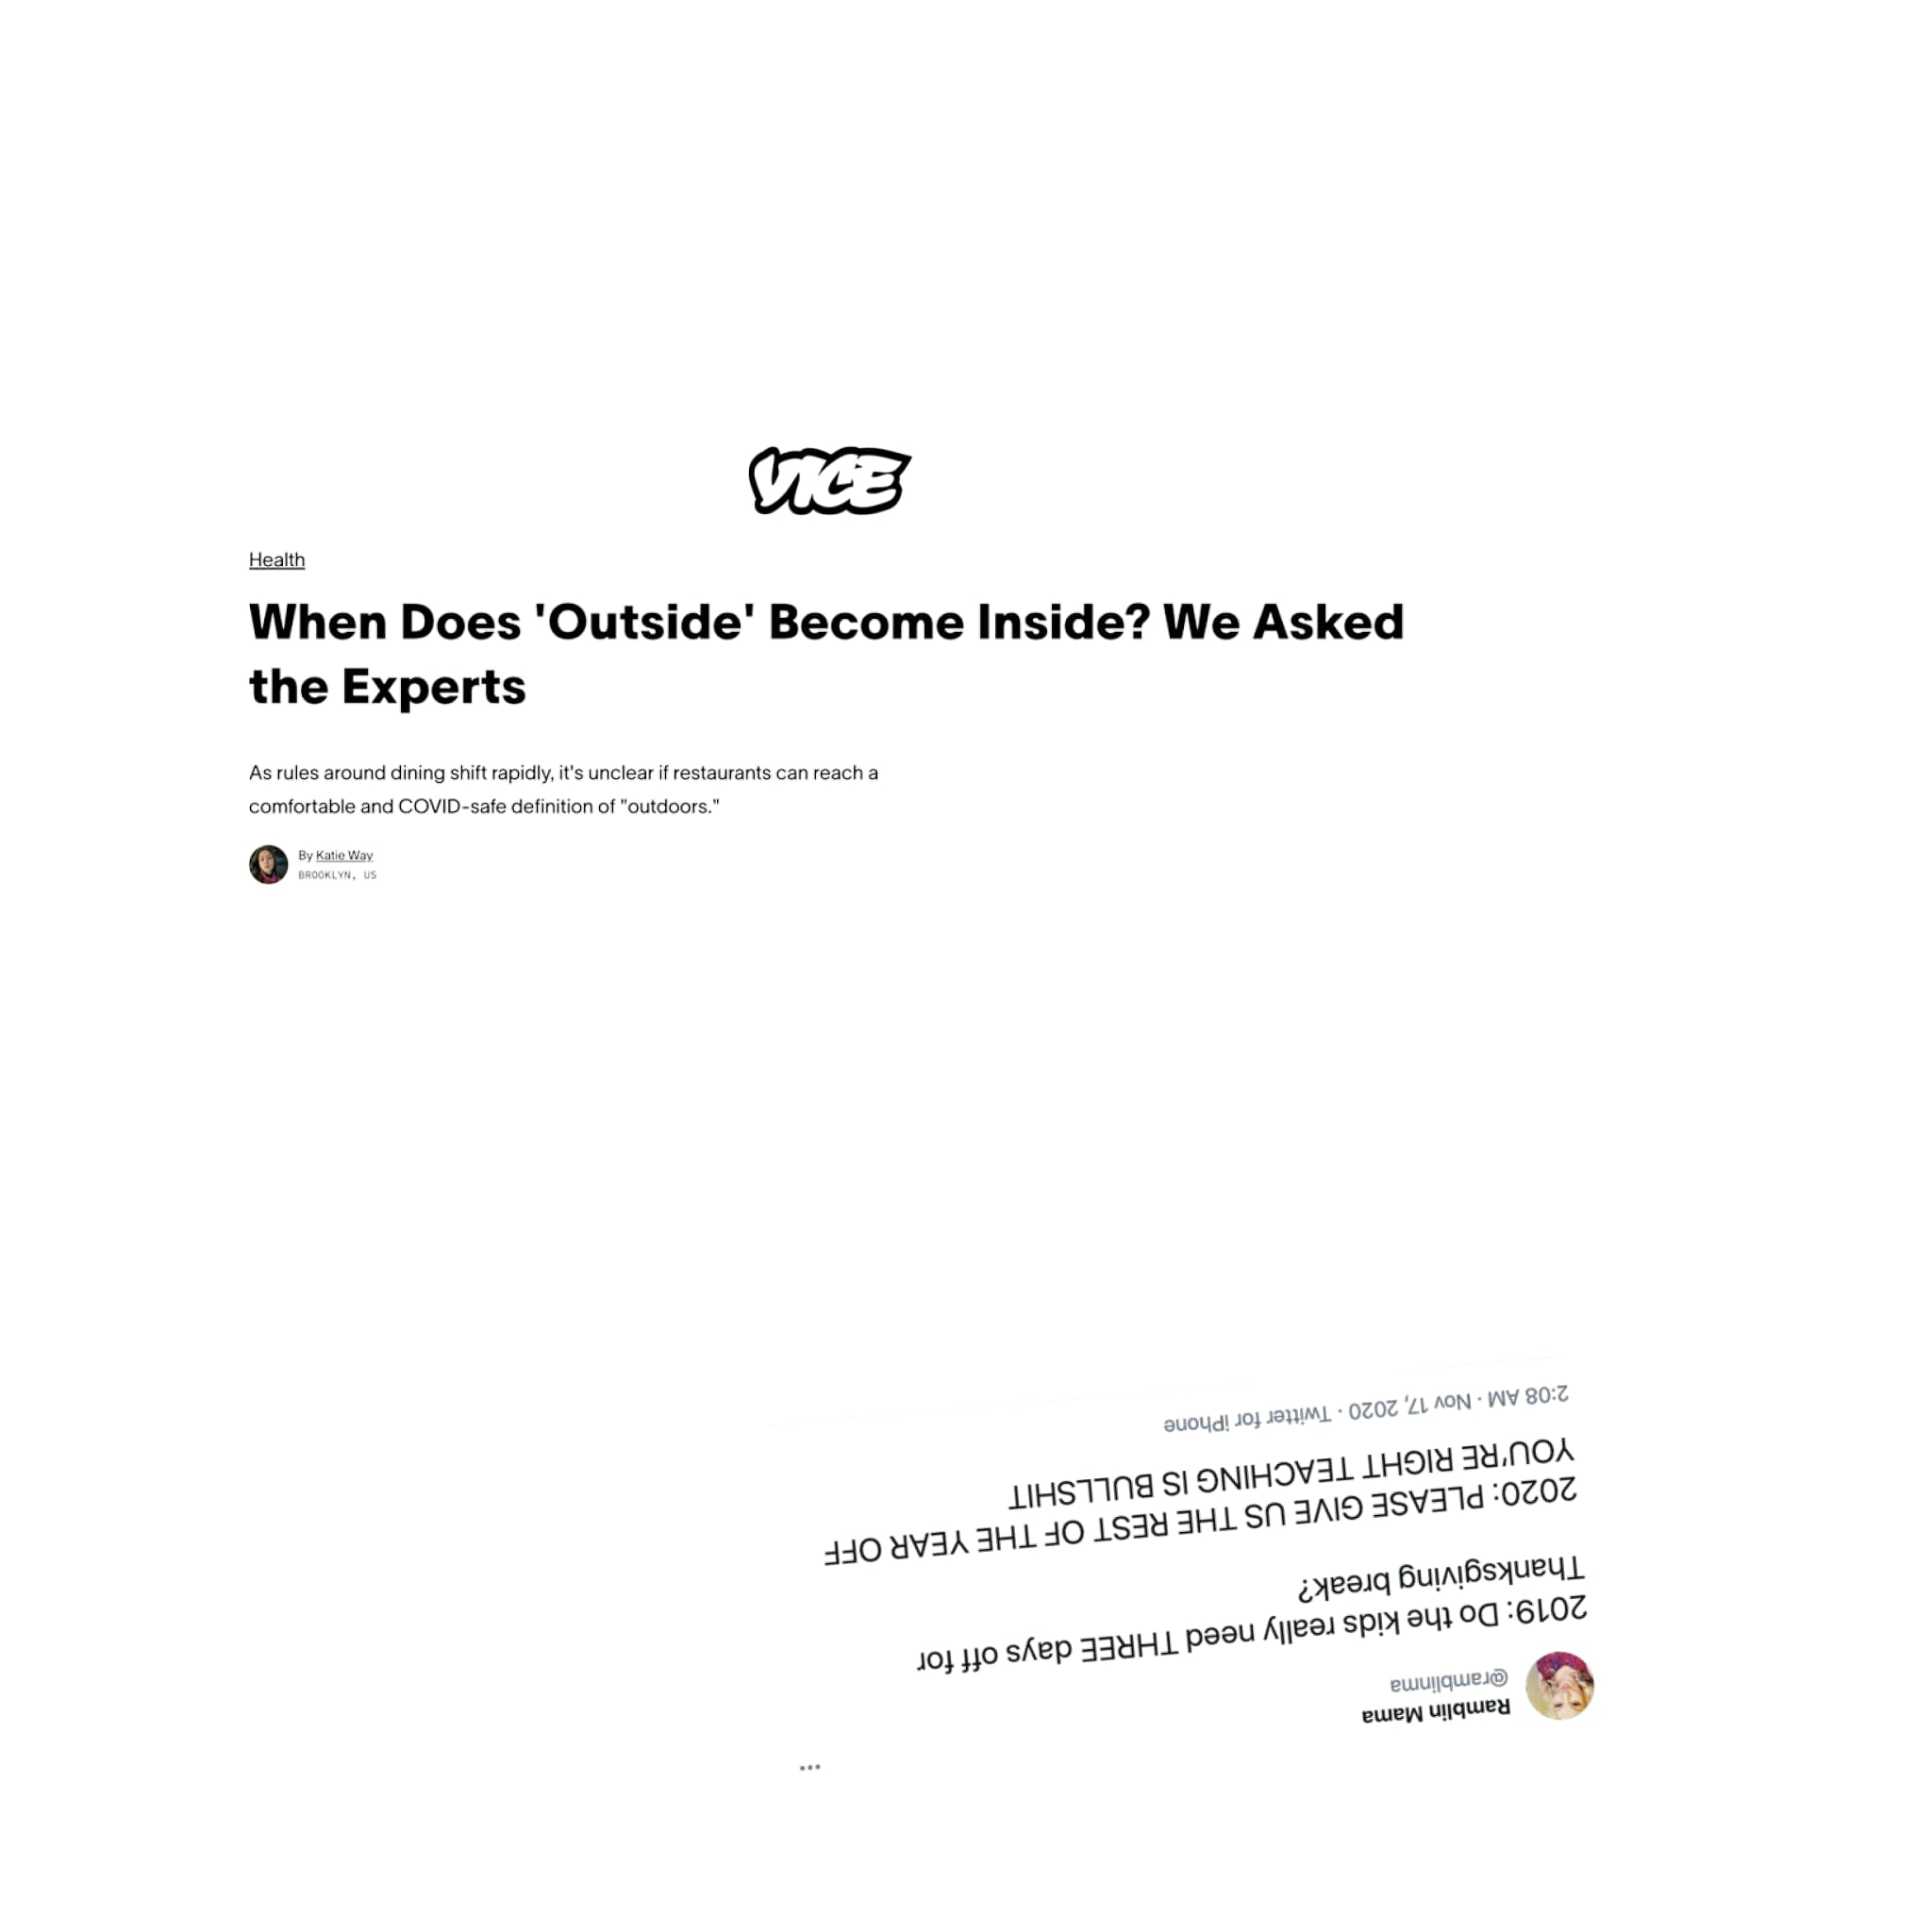 VICE
Health
When Does 'Outside' Become Inside? We Asked
the Experts
As rules around dining shift rapidly, it's unclear if restaurants can reach a
comfortable and COVID-safe definition of "outdoors."
By Katie Way
BROOKLYN, US
Ramblin Mama
@ramblinma
2019: Do the kids really need THREE days off for
Thanksgiving break?
2020: PLEASE GIVE US THE REST OF THE YEAR OFF
YOU'RE RIGHT TEACHING IS BULLSHIT
2:08 AM · Nov 17, 2020 · Twitter for iPhone